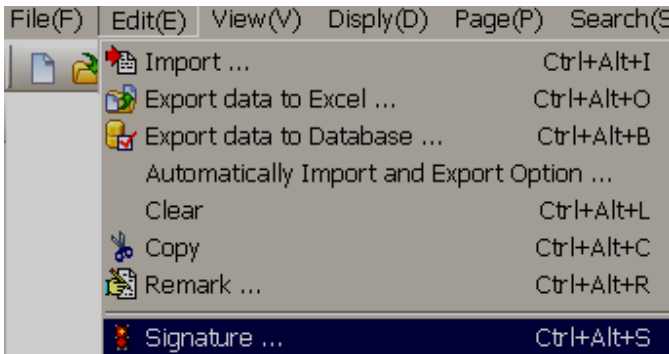 File(F) Edit(E) View(V) Disply(D) Page(P) Search(S
Import ... Ctrl+Alt+I
Export data to Excel ... Ctrl+Alt+O
Export data to Database ... Ctrl+Alt+B
Automatically Import and Export Option ...
Clear Ctrl+Alt+L
Copy Ctrl+Alt+C
Remark ... Ctrl+Alt+R
Signature ... Ctrl+Alt+S